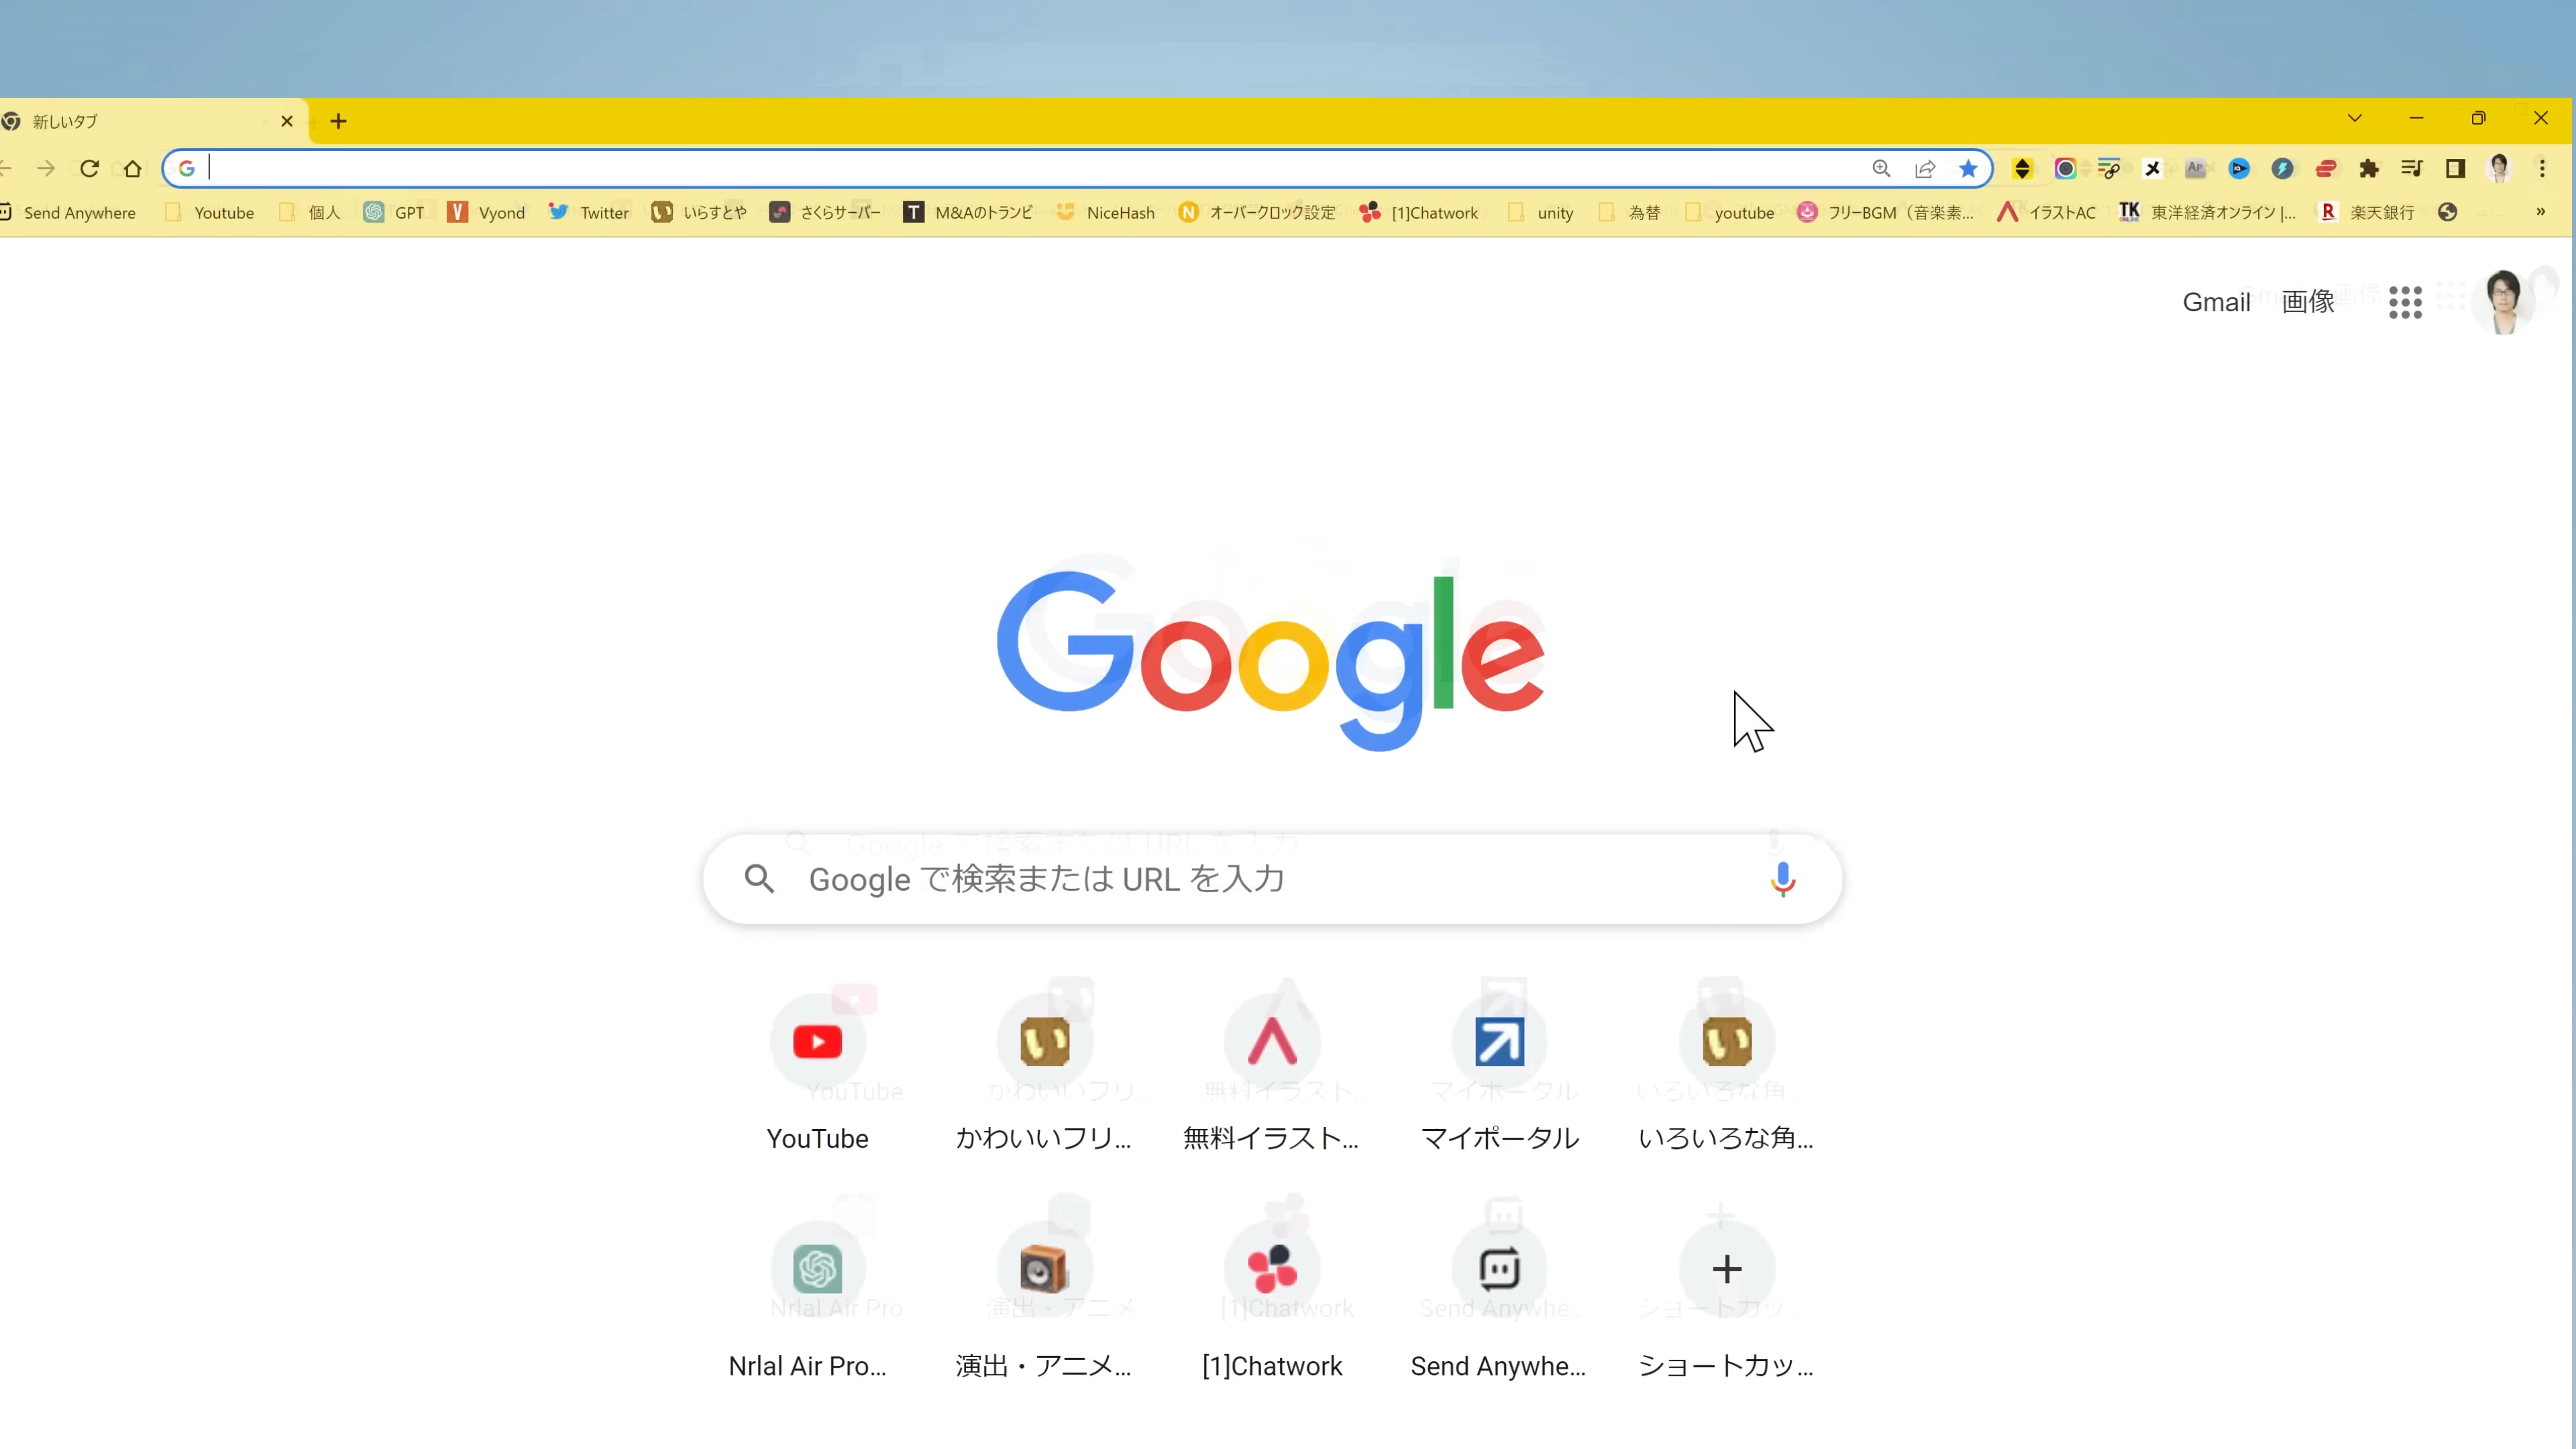 新しいタブ
Send Anywhere Youtube 個人 GPT Vyond Twitter いらすとや さくらサーバー M&Aのトランビ NiceHash オーバークロック設定 [1]Chatwork unity 為替 youtube フリーBGM（音楽素... イラストAC 東洋経済オンライン |... 楽天銀行 »
Gmail 画像
Google
Google で検索または URL を入力
YouTube かわいいフリ... 無料イラスト... マイポータル いろいろな角...
Nrlal Air Pro... 演出・アニメ... [1]Chatwork Send Anywhe... ショートカッ...